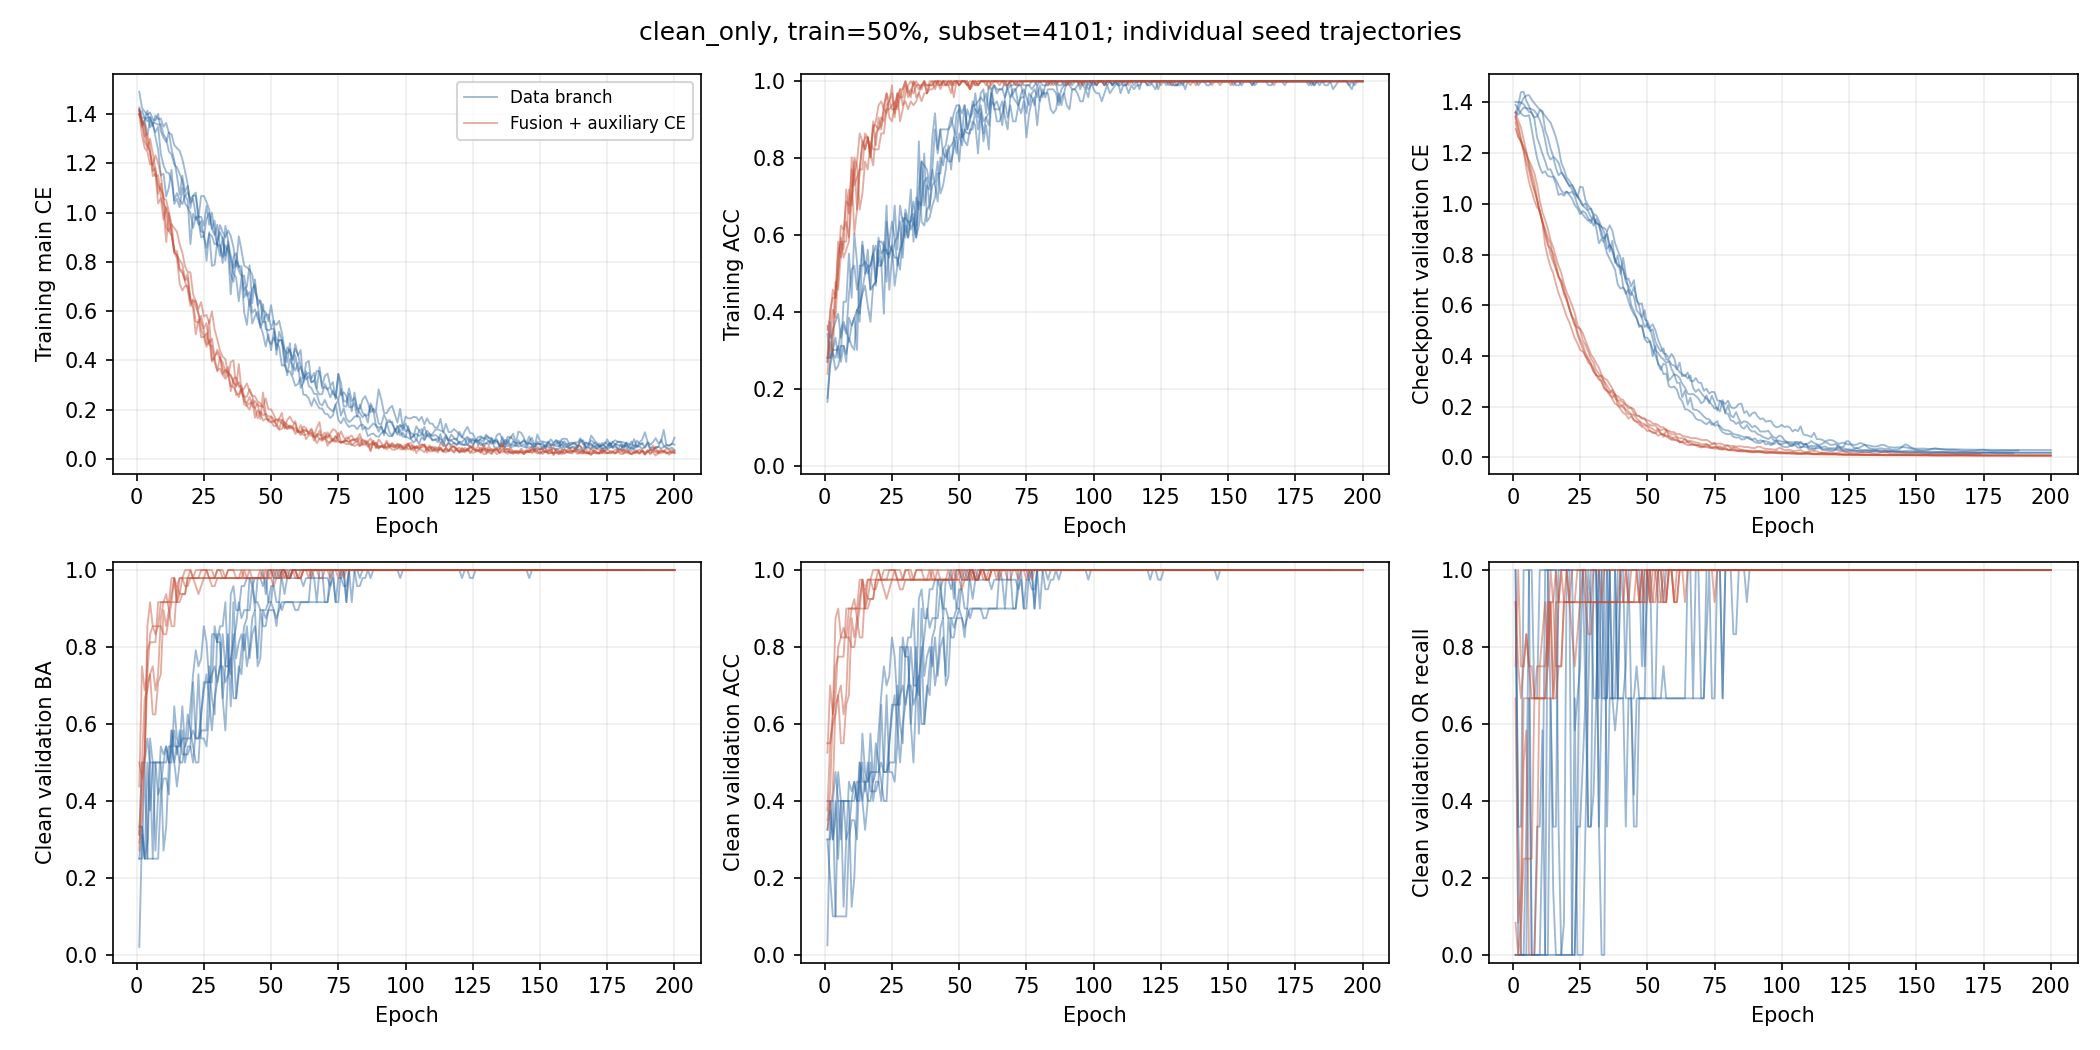 clean_only, train=50%, subset=4101; individual seed trajectories
Training main CE
1.4
1.2
1.0
0.8
0.6
0.4
0.2
0.0
Data branch
Fusion + auxiliary CE
0 25 50 75 100 125 150 175 200
Epoch
Training ACC
1.0
0.8
0.6
0.4
0.2
0.0
0 25 50 75 100 125 150 175 200
Epoch
Checkpoint validation CE
1.4
1.2
1.0
0.8
0.6
0.4
0.2
0.0
0 25 50 75 100 125 150 175 200
Epoch
Clean validation BA
1.0
0.8
0.6
0.4
0.2
0.0
0 25 50 75 100 125 150 175 200
Epoch
Clean validation ACC
1.0
0.8
0.6
0.4
0.2
0.0
0 25 50 75 100 125 150 175 200
Epoch
Clean validation OR recall
1.0
0.8
0.6
0.4
0.2
0.0
0 25 50 75 100 125 150 175 200
Epoch